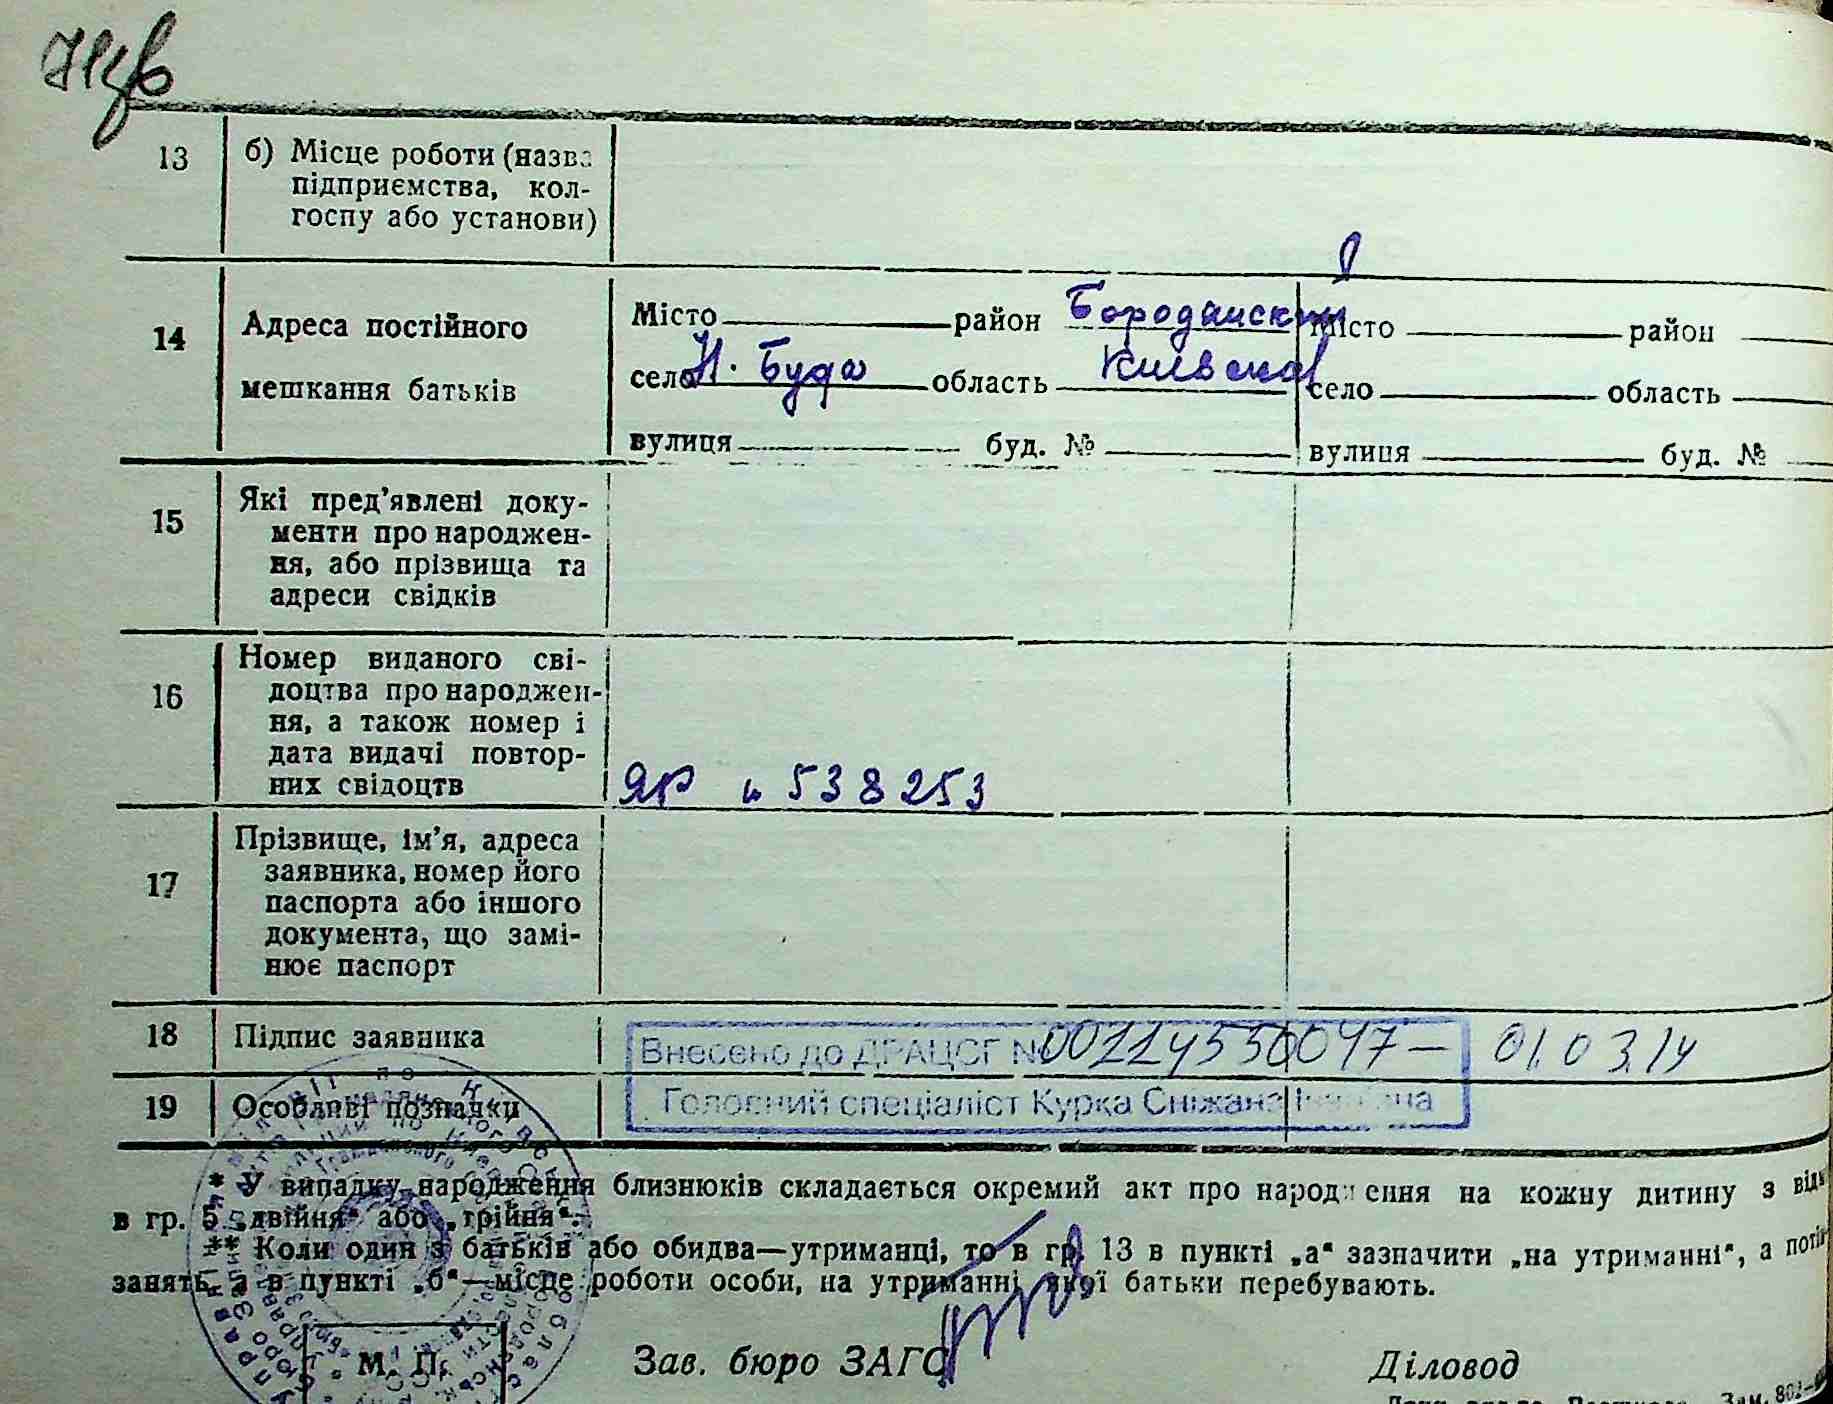 13 б) Місце роботи (назва
підприємства, кол-
госпу або установи)
14 Адреса постійного
мешкання батьків
Місто район Бородянский
село Н. Буда область Київська
вулиця буд. №
місто район
село область
вулиця буд. №
15 Які пред’явлені доку-
менти про народжен-
ня, або прізвища та
адреси свідків
16 Номер виданого сві-
доцтва про народжен-
ня, а також номер і
дата видачі повтор-
них свідоцтв
ЯР н 538253
17 Прізвище, ім’я, адреса
заявника, номер його
паспорта або іншого
документа, що замі-
нює паспорт
18 Підпис заявника
Внесено до ДРАЦСГ № 01.03.14
Головний спеціаліст Курка Сніжана Іванівна
19 Особливі познадки
* У випадку народження близнюків складається окремий акт про народження на кожну дитину з від
в гр. 5 „двійня“ або „трійня“.
** Коли один з батьків або обидва—утриманці, то в гр. 13 в пункті „а“ зазначити „на утриманні“, а потім
занять, а в пункті „б“—місце роботи особи, на утриманні якої батьки перебувають.
М. П.
Зав. бюро ЗАГС
Діловод
Зам. 802—